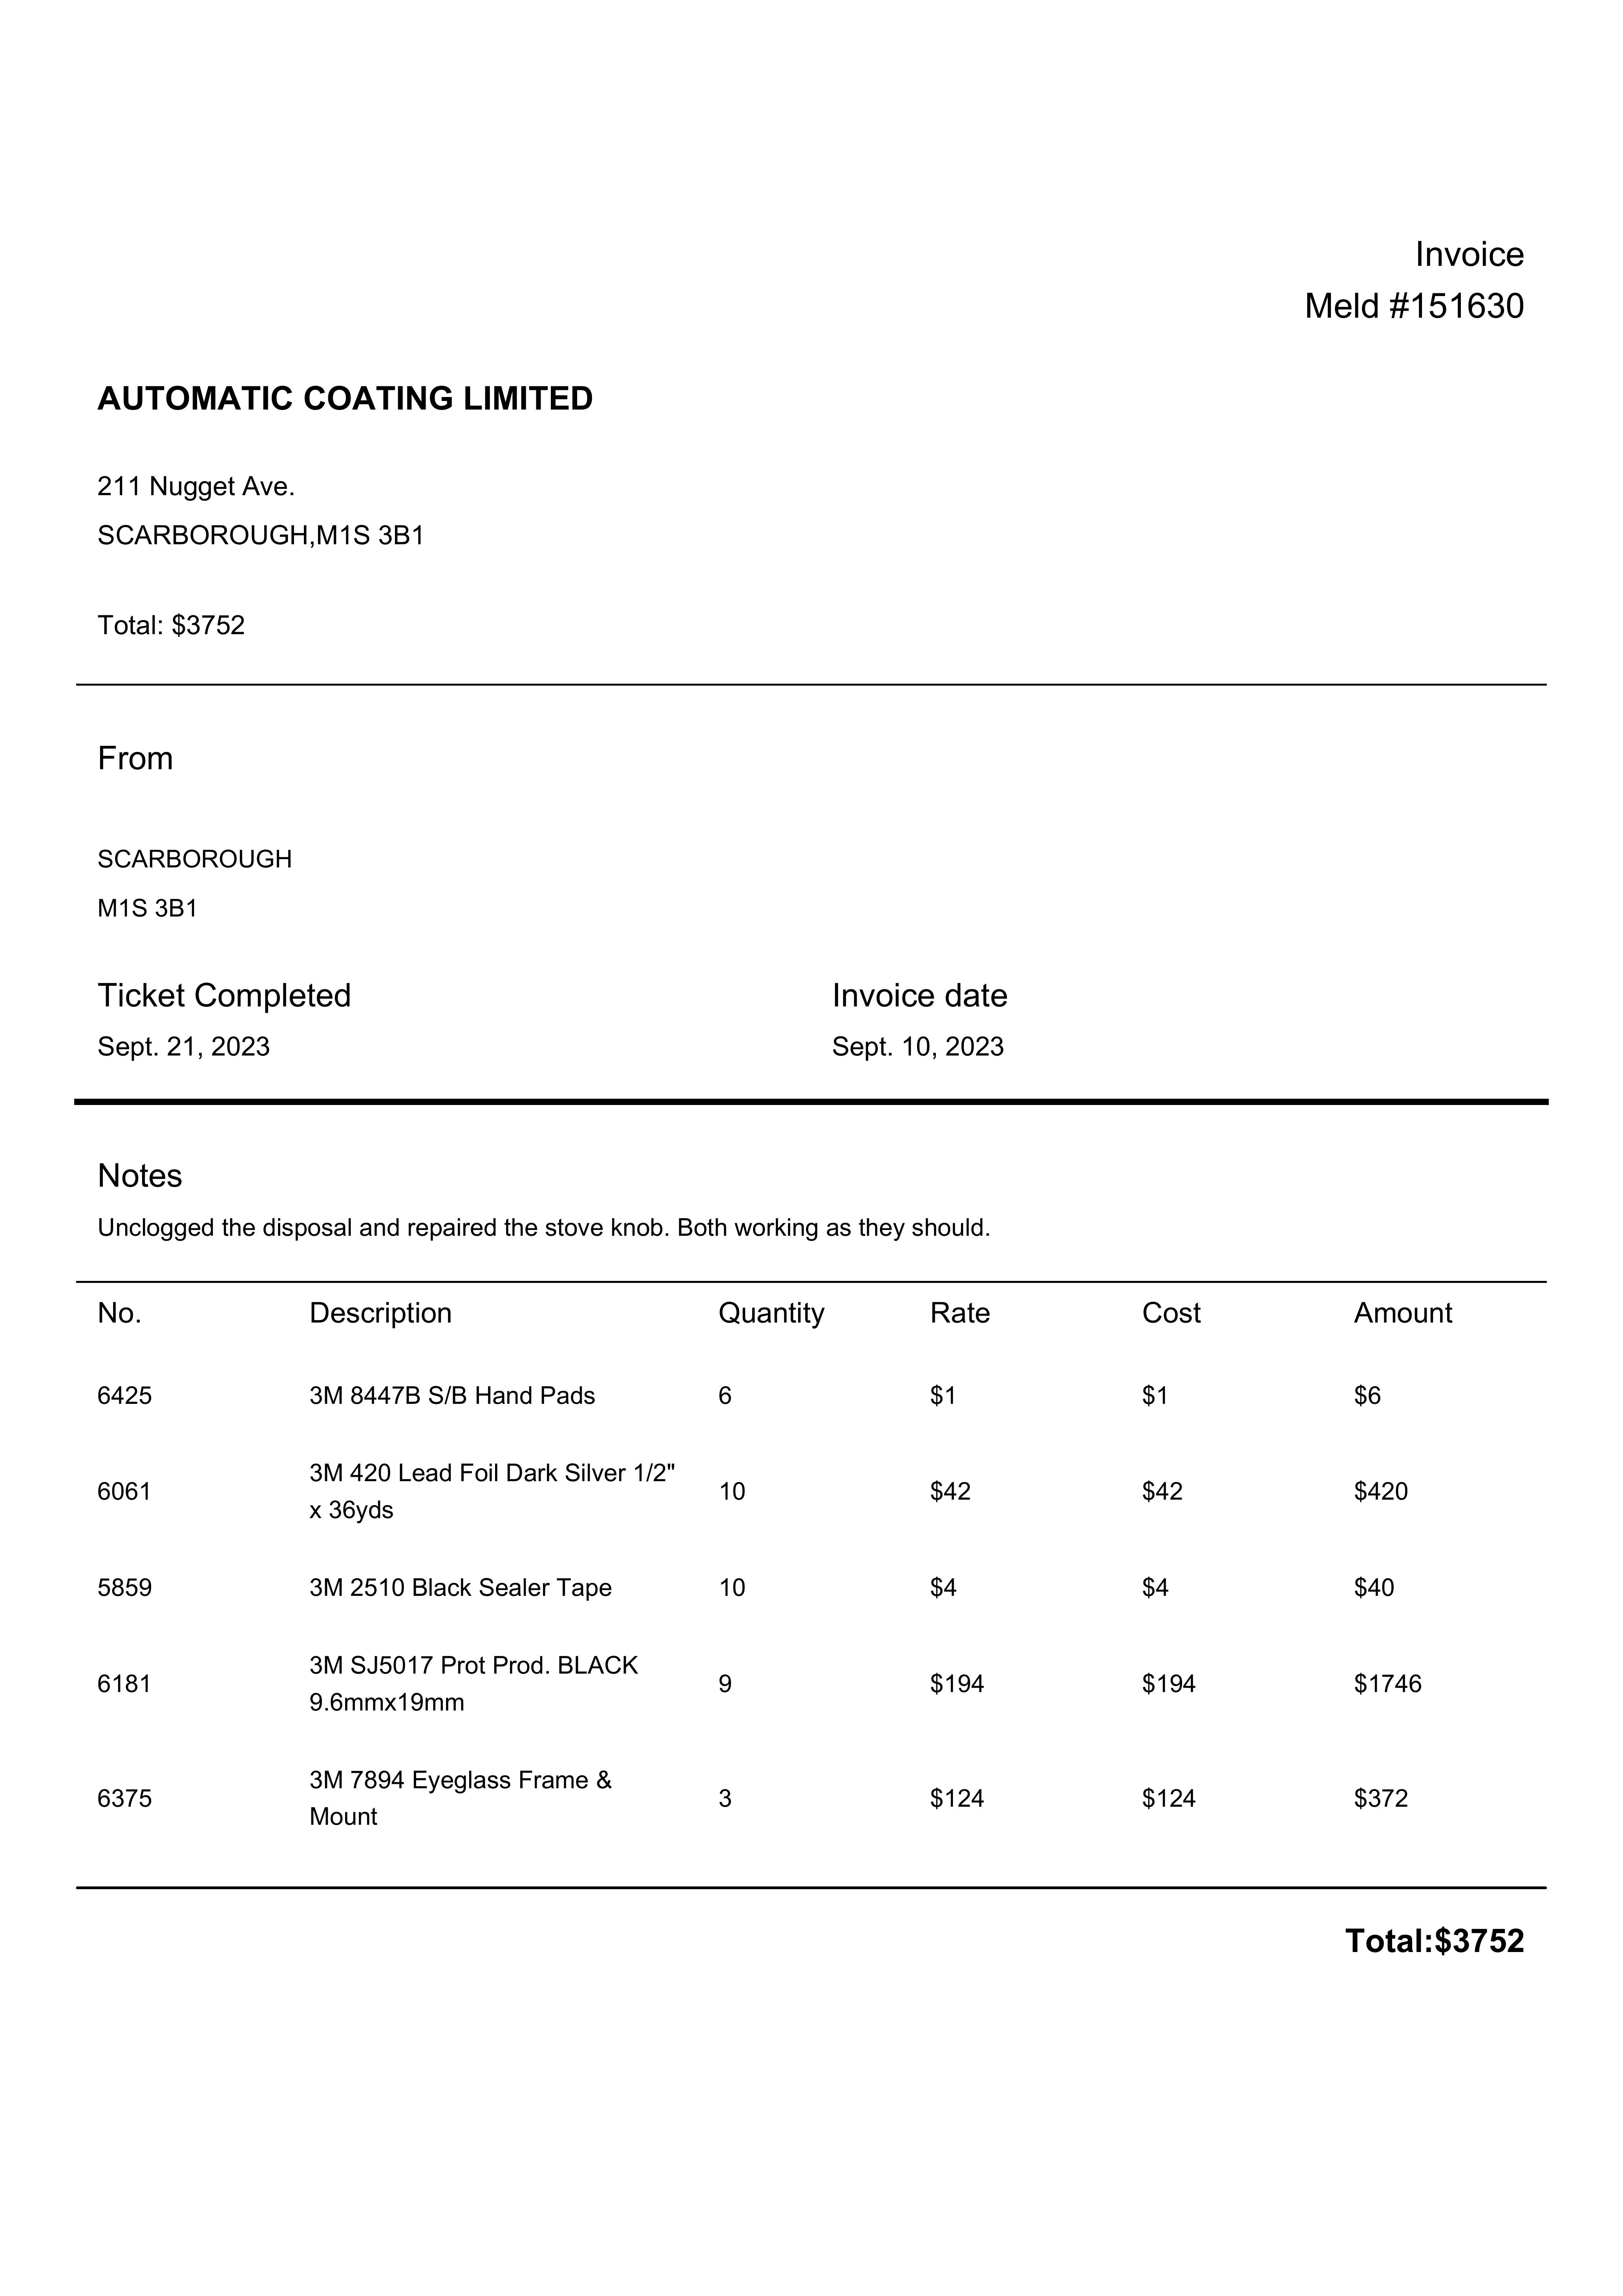 Invoice
Meld #151630
AUTOMATIC COATING LIMITED
211 Nugget Ave.
SCARBOROUGH,M1S 3B1
Total: $3752
From
SCARBOROUGH
M1S 3B1
Ticket Completed Invoice date
Sept. 21, 2023 Sept. 10, 2023
Notes
Unclogged the disposal and repaired the stove knob. Both working as they should.
No. Description Quantity Rate Cost Amount
6425 3M 8447B S/B Hand Pads 6 $1 $1 $6
3M 420 Lead Foil Dark Silver 1/2"
6061 10 $42 $42 $420
x 36yds
5859 3M 2510 Black Sealer Tape 10 $4 $4 $40
3M SJ5017 Prot Prod. BLACK
6181 9 $194 $194 $1746
9.6mmx19mm
3M 7894 Eyeglass Frame &
6375 3 $124 $124 $372
Mount
Total:$3752